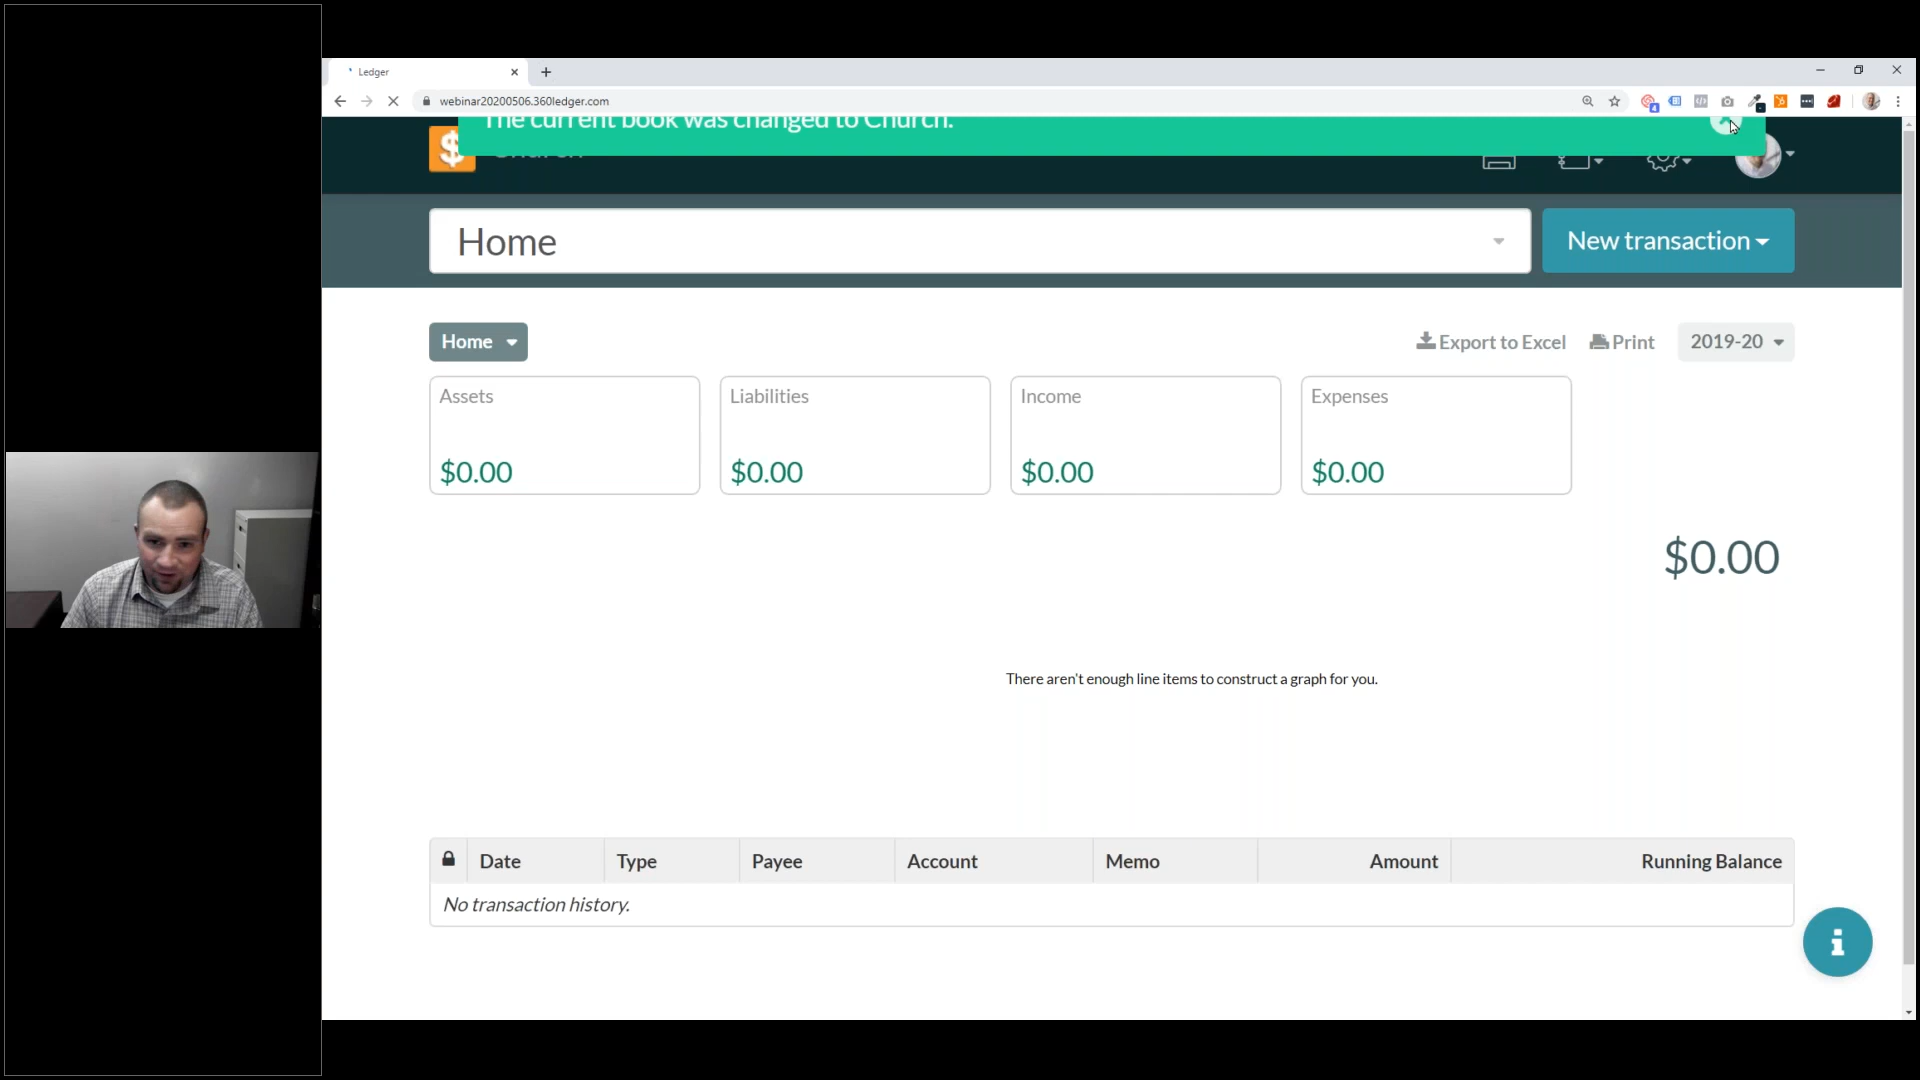 Ledger
webinar20200506.360ledger.com
The current book was changed to Church.
Church
Home
New transaction
Home
Export to Excel
Print
2019-20
Assets
Liabilities
Income
Expenses
$0.00
$0.00
$0.00
$0.00
$0.00
There aren't enough line items to construct a graph for you.
Date Type Payee Account Memo Amount Running Balance
No transaction history.